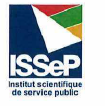 ISSeP
Institut scientifique
de service public